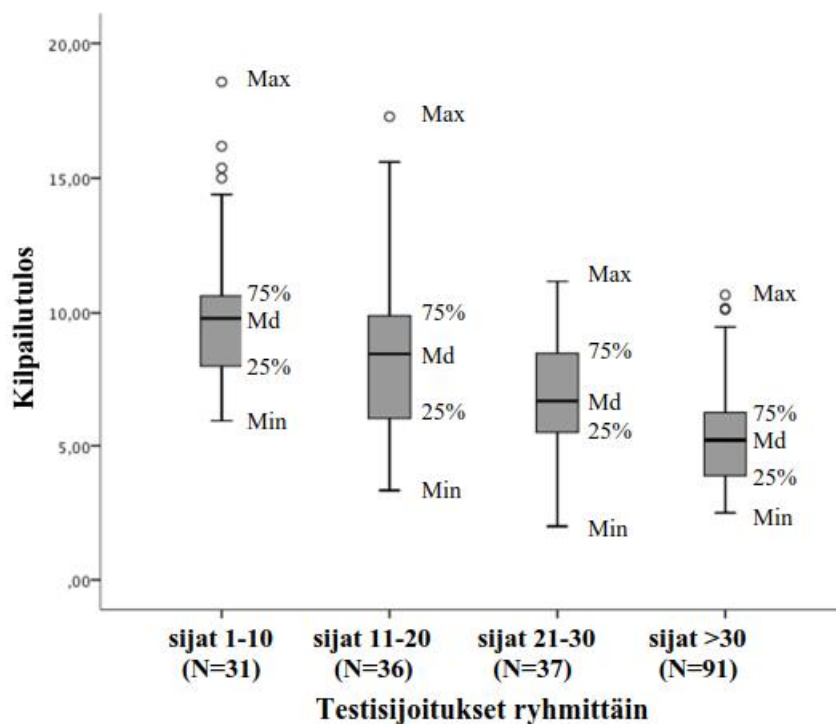 Kilpailutulos
20,00
15,00
10,00
5,00
,00
Max
75%
Md
25%
Min
Max
75%
Md
25%
Min
Max
75%
Md
25%
Min
Max
75%
Md
25%
Min
sijat 1-10
(N=31)
sijat 11-20
(N=36)
sijat 21-30
(N=37)
sijat >30
(N=91)
Testisijoitukset ryhmittäin